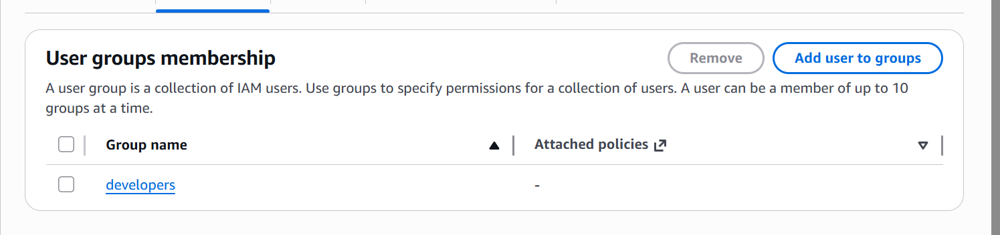 User groups membership
Remove
Add user to groups
A user group is a collection of IAM users. Use groups to specify permissions for a collection of users. A user can be a member of up to 10
groups at a time.
Group name
Attached policies
developers
-